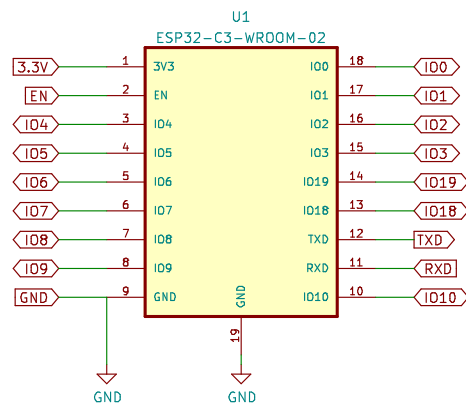 U1
ESP32-C3-WROOM-02
3.3V 1 3V3 IO0 18 IO0
EN 2 EN IO1 17 IO1
IO4 3 IO4 IO2 16 IO2
IO5 4 IO5 IO3 15 IO3
IO6 5 IO6 IO19 14 IO19
IO7 6 IO7 IO18 13 IO18
IO8 7 IO8 TXD 12 TXD
IO9 8 IO9 RXD 11 RXD
GND 9 GND GND IO10 10 IO10
19
GND GND